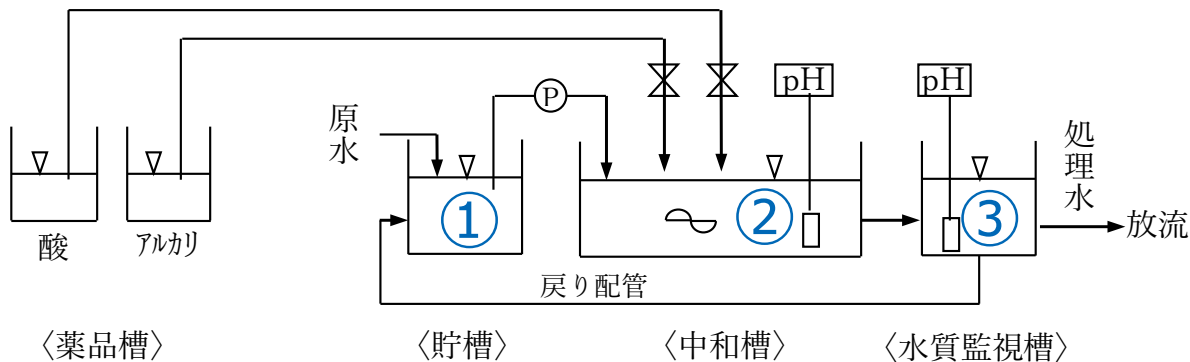 P
pH
pH
原水
処理水
①
②
③
放流
酸
アルカリ
戻り配管
〈薬品槽〉
〈貯槽〉
〈中和槽〉
〈水質監視槽〉